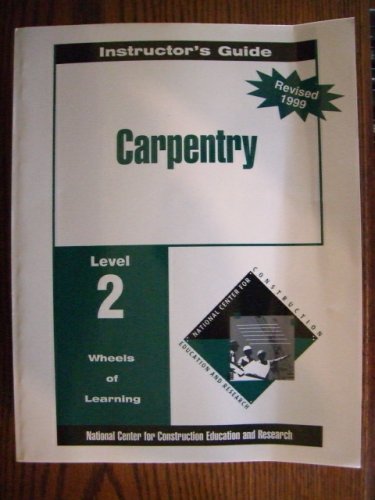 Instructor's Guide
Revised
1999
Carpentry
Level
2
Wheels
of
Learning
NATIONAL CENTER FOR
CONSTRUCTION
EDUCATION AND RESEARCH
National Center for Construction Education and Research